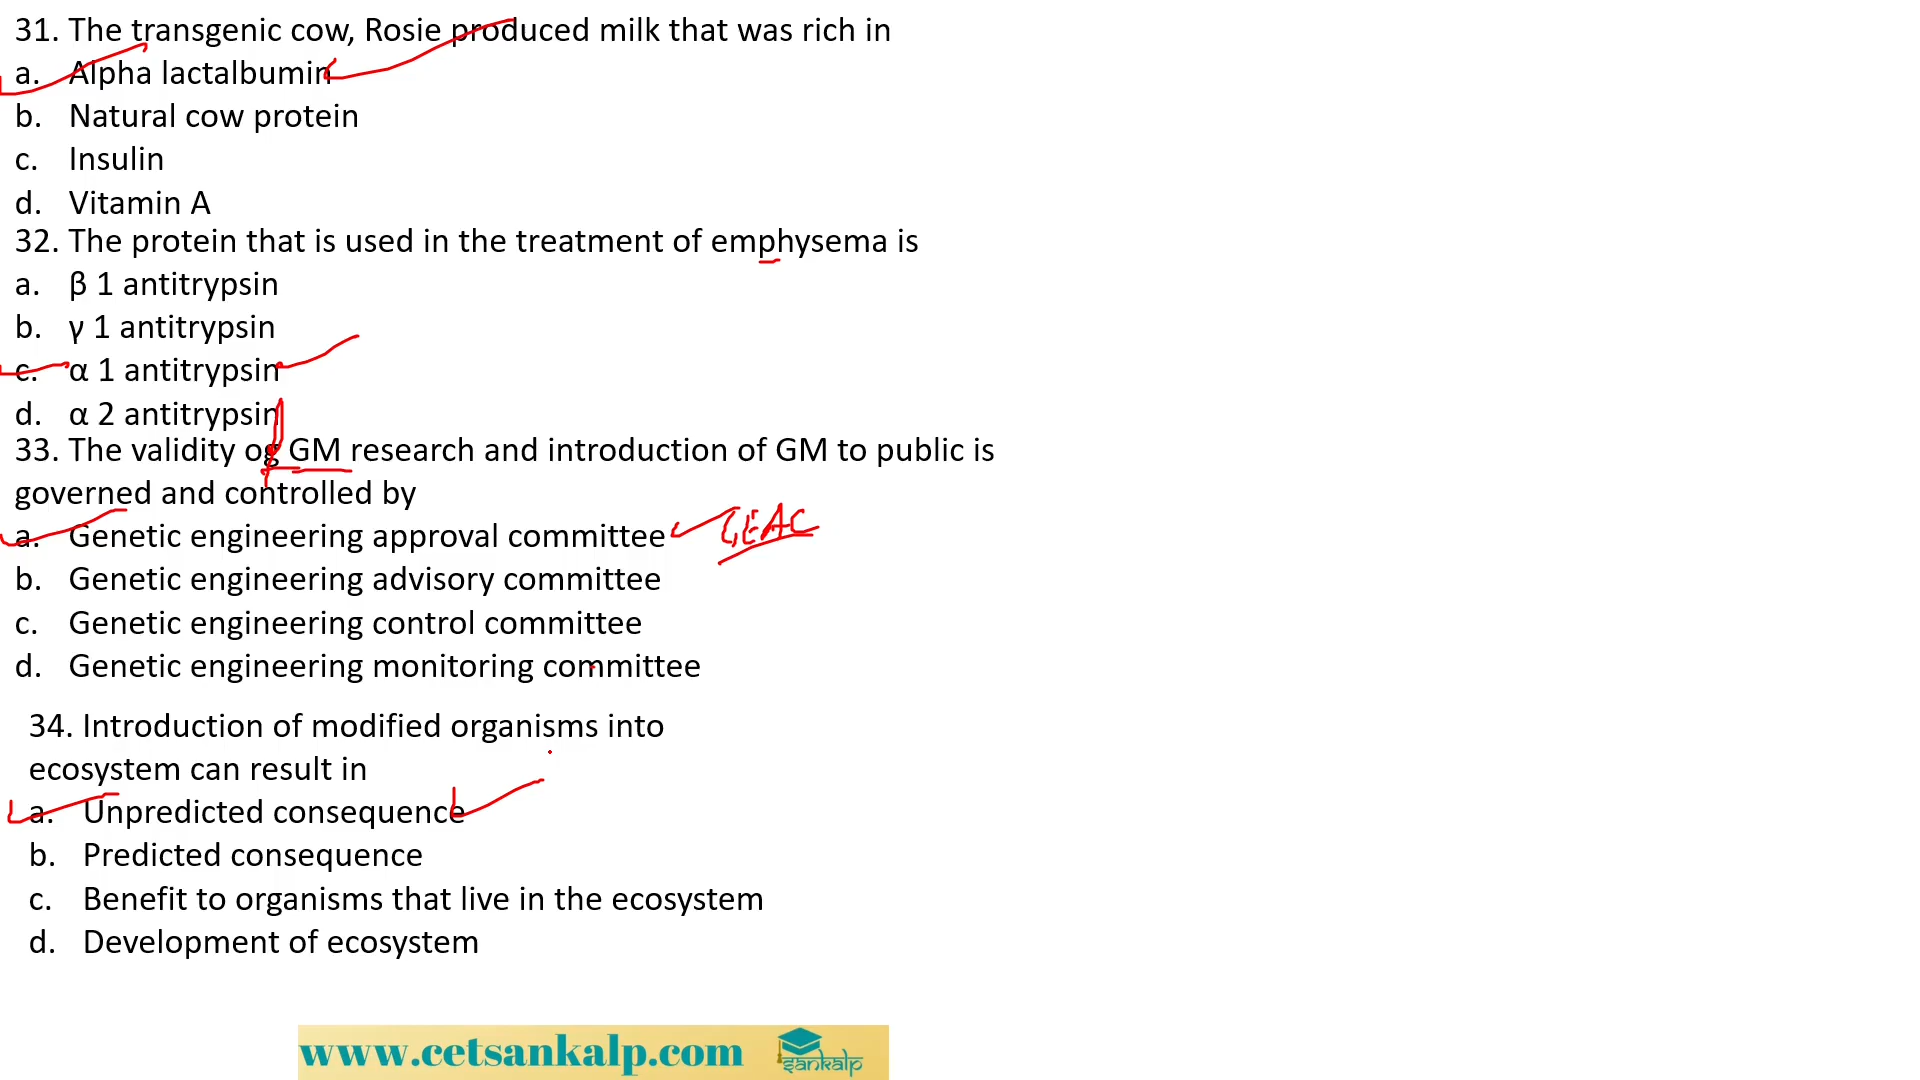 31. The transgenic cow, Rosie produced milk that was rich in
a. Alpha lactalbumin
b. Natural cow protein
c. Insulin
d. Vitamin A
32. The protein that is used in the treatment of emphysema is
a. β 1 antitrypsin
b. γ 1 antitrypsin
c. α 1 antitrypsin
d. α 2 antitrypsin
33. The validity og GM research and introduction of GM to public is
governed and controlled by
a. Genetic engineering approval committee GEAC
b. Genetic engineering advisory committee
c. Genetic engineering control committee
d. Genetic engineering monitoring committee
34. Introduction of modified organisms into
ecosystem can result in
a. Unpredicted consequence
b. Predicted consequence
c. Benefit to organisms that live in the ecosystem
d. Development of ecosystem
www.cetsankalp.com sankalp